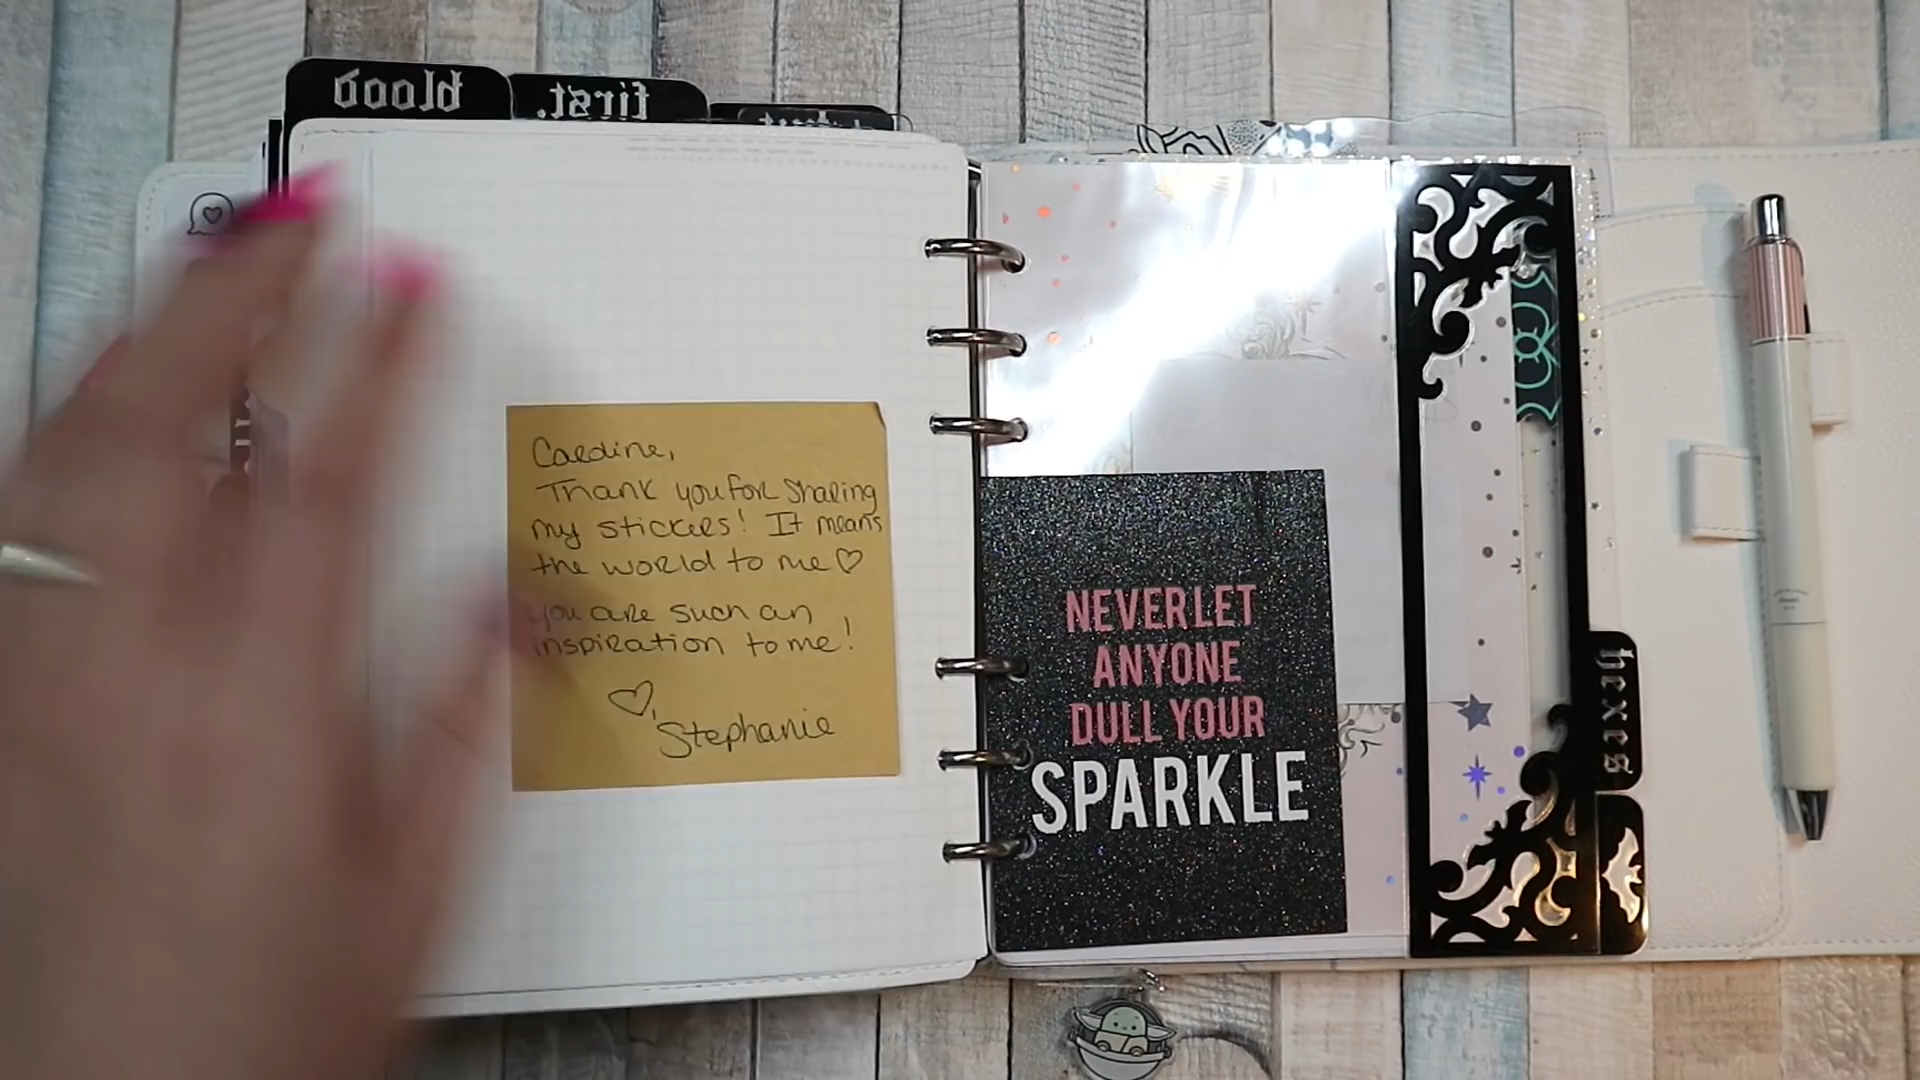 blood
first.
Caedine,
Thank you for sharing
my stickers! It means
the world to me♡
you are such an
inspiration to me!
♡,
Stephanie
NEVER LET
ANYONE
DULL YOUR
SPARKLE
hexes